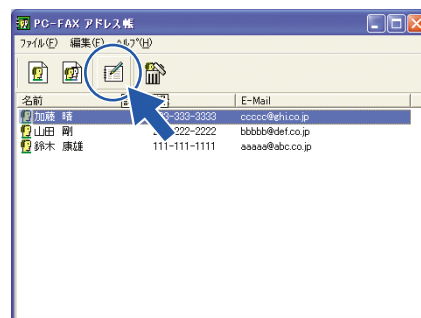 PC-FAX アドレス帳
ファイル(F) 編集(E) ヘルプ(H)
名前 E-Mail
加藤 晴 333-3333 ccccc@ghi.co.jp
山田 剛 222-2222 bbbbb@def.co.jp
鈴木 康雄 111-111-1111 aaaaa@abc.co.jp